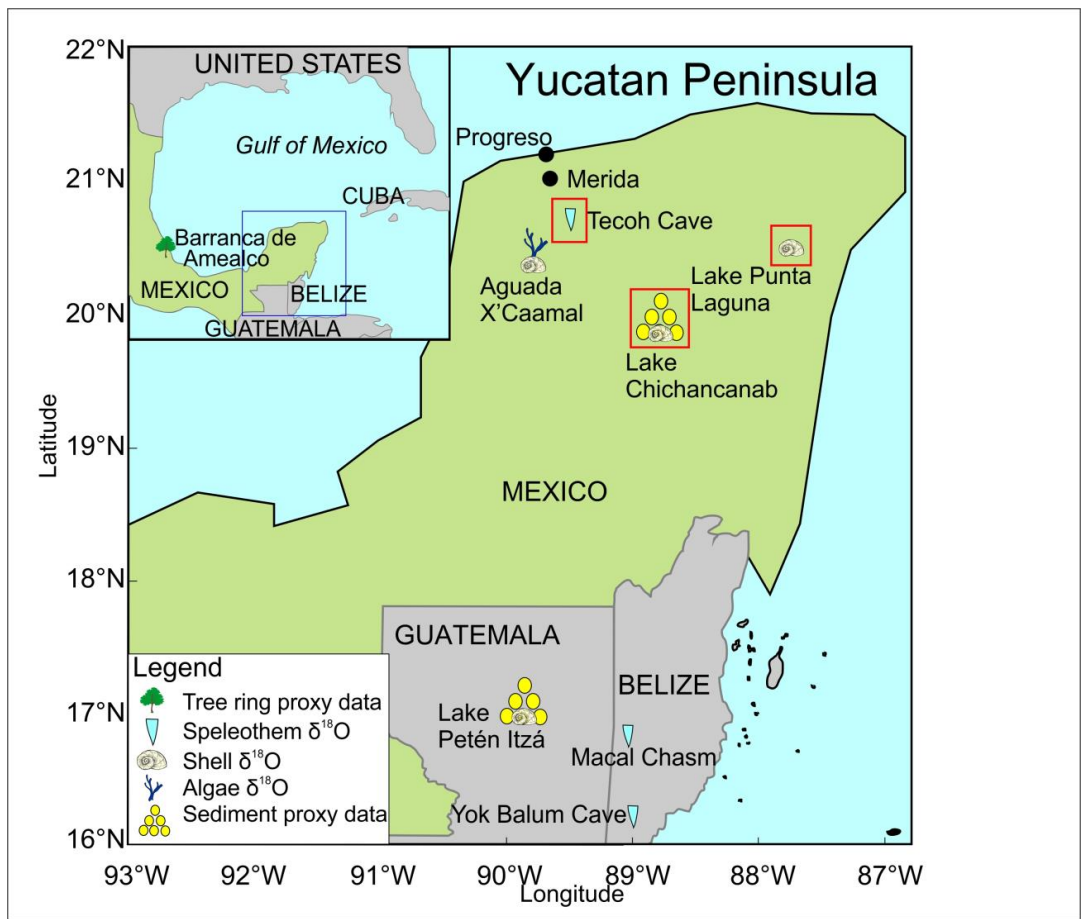 22°N
21°N
20°N
19°N
18°N
17°N
16°N
Latitude
UNITED STATES
Gulf of Mexico
CUBA
Barranca de
Amealco
MEXICO
BELIZE
GUATEMALA
Yucatan Peninsula
Progreso
Merida
Tecoh Cave
Aguada
X'Caamal
Lake Punta
Laguna
Lake
Chichancanab
MEXICO
GUATEMALA
BELIZE
Lake
Petén Itzá
Macal Chasm
Yok Balum Cave
Legend
Tree ring proxy data
Speleothem δ¹⁸O
Shell δ¹⁸O
Algae δ¹⁸O
Sediment proxy data
93°W 92°W 91°W 90°W 89°W 88°W 87°W
Longitude